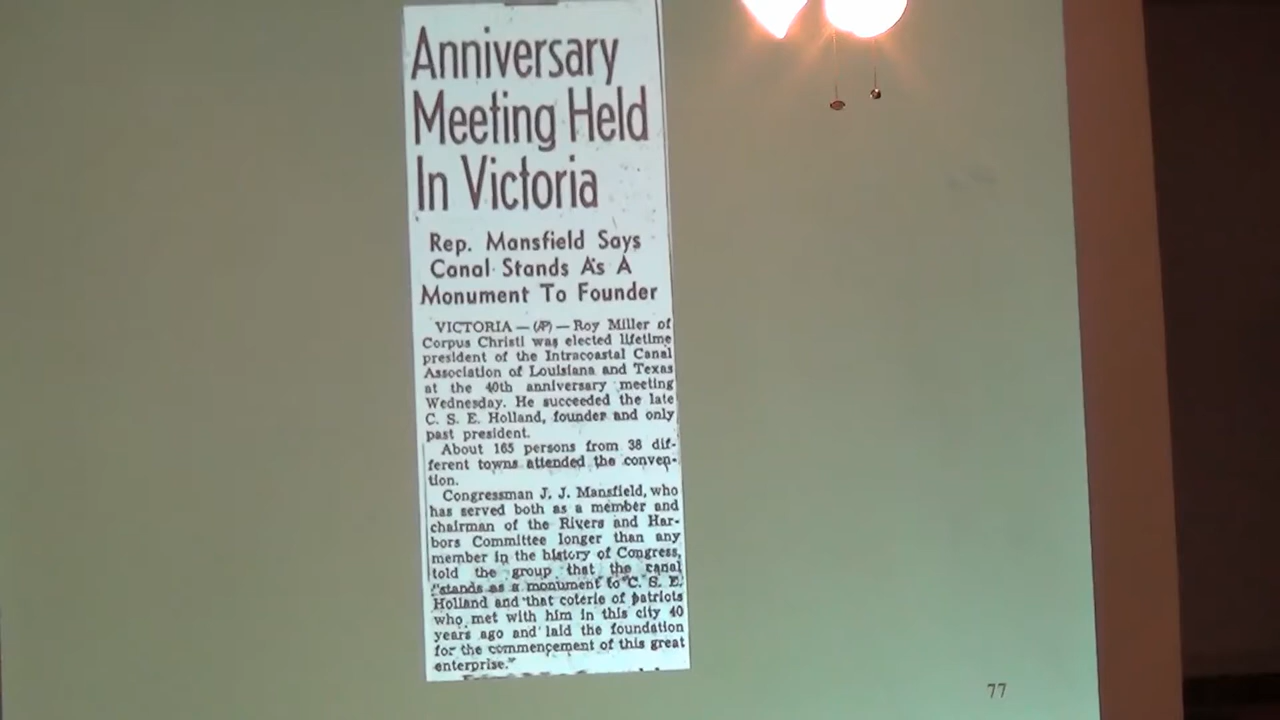 Anniversary
Meeting Held
In Victoria
Rep. Mansfield Says
Canal Stands As A
Monument To Founder
VICTORIA — (AP) — Roy Miller of
Corpus Christi was elected lifetime
president of the Intracoastal Canal
Association of Louisiana and Texas
at the 40th anniversary meeting
Wednesday. He succeeded the late
C. S. E. Holland, founder and only
past president.
About 165 persons from 38 dif-
ferent towns attended the conven-
tion.
Congressman J. J. Mansfield, who
has served both as a member and
chairman of the Rivers and Har-
bors Committee longer than any
member in the history of Congress,
told the group that the canal
"stands as a monument to C. S. E.
Holland and that coterie of patriots
who met with him in this city 40
years ago and laid the foundation
for the commencement of this great
enterprise."
77